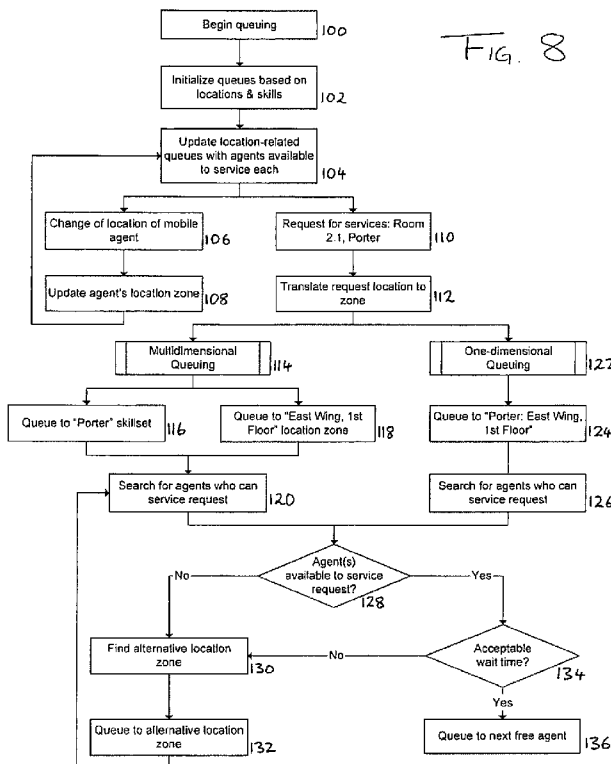 Begin queuing
100
FIG. 8
Initialize queues based on
locations & skills
102
Update location-related
queues with agents available
to service each
104
Change of location of mobile
agent
106
Request for services: Room
2.1, Porter
110
Update agent's location zone
108
Translate request location to
zone
112
Multidimensional
Queuing
114
One-dimensional
Queuing
122
Queue to "Porter" skillset
116
Queue to "East Wing, 1st
Floor" location zone
118
Queue to "Porter: East Wing,
1st Floor"
124
Search for agents who can
service request
120
Search for agents who can
service request
126
Agent(s)
available to service
request?
128
No
Yes
Find alternative location
zone
130
No
Acceptable
wait time?
134
Yes
Queue to alternative location
zone
132
Queue to next free agent
136